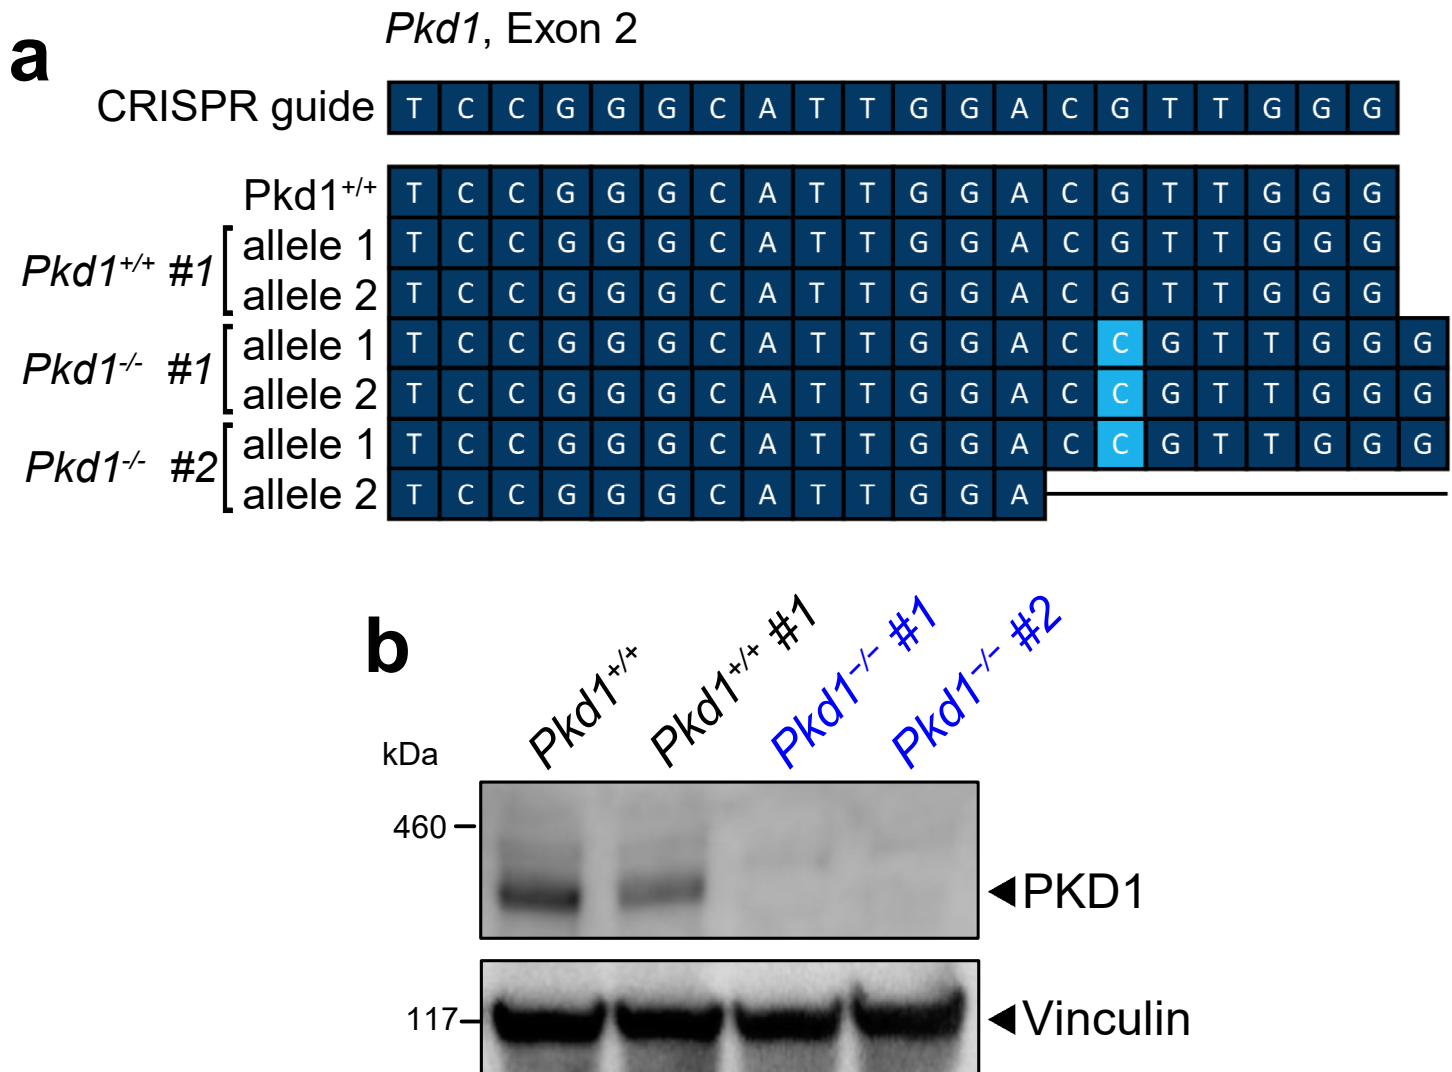 a
Pkd1, Exon 2
CRISPR guide T C C G G G C A T T G G A C G T T G G G
Pkd1+/+ T C C G G G C A T T G G A C G T T G G G
Pkd1+/+ #1
allele 1 T C C G G G C A T T G G A C G T T G G G
allele 2 T C C G G G C A T T G G A C G T T G G G
Pkd1-/- #1
allele 1 T C C G G G C A T T G G A C C G T T G G G
allele 2 T C C G G G C A T T G G A C C G T T G G G
Pkd1-/- #2
allele 1 T C C G G G C A T T G G A C C G T T G G G
allele 2 T C C G G G C A T T G G A
b
Pkd1+/+
Pkd1+/+ #1
Pkd1−/− #1
Pkd1−/− #2
kDa
460
PKD1
117
Vinculin